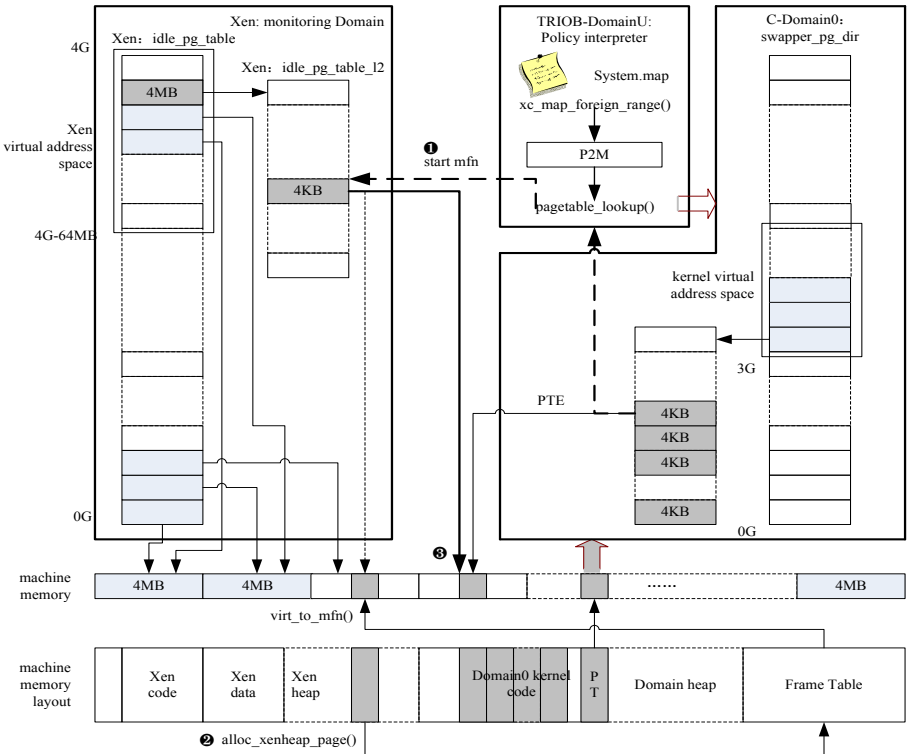 Xen: monitoring Domain
Xen：idle_pg_table
4G
Xen：idle_pg_table_l2
4MB
Xen
virtual address
space
❶
start mfn
4KB
4G-64MB
0G
TRIOB-DomainU:
Policy interpreter
System.map
xc_map_foreign_range()
P2M
pagetable_lookup()
C-Domain0：
swapper_pg_dir
kernel virtual
address space
3G
PTE
4KB
4KB
4KB
4KB
0G
❸
machine
memory
4MB
4MB
......
4MB
virt_to_mfn()
machine
memory
layout
Xen
code
Xen
data
Xen
heap
Domain0 kernel
code
P
T
Domain heap
Frame Table
❷ alloc_xenheap_page()